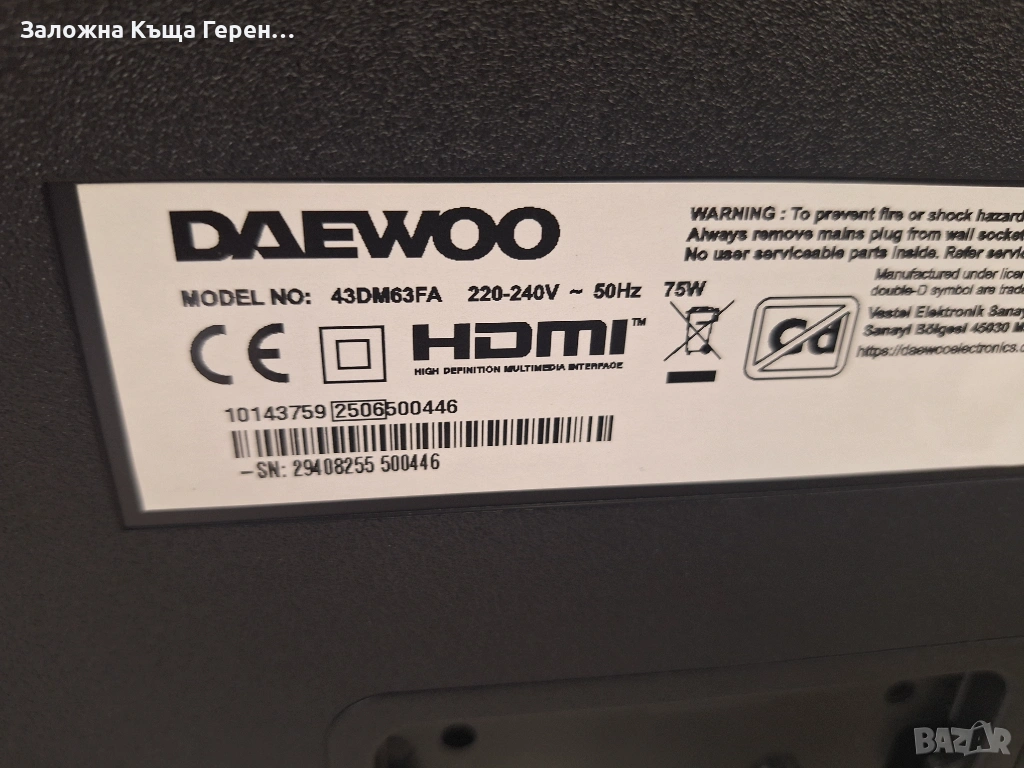 Заложна Къща Герен...
DAEWOO
MODEL NO: 43DM63FA 220-240V ~ 50Hz 75W
WARNING : To prevent fire or shock hazard
Always remove mains plug from wall socket
No user serviceable parts inside. Refer servic
Manufactured under licen
double-D symbol are trade
Vestel Elektronik Sanay
Sanayi Bölgesi 45030 M
https://daewooelectronics.c
CE
HDMI™
HIGH DEFINITION MULTIMEDIA INTERFACE
Cd
10143759 2506500446
-SN: 29408255 500446
BAZAR